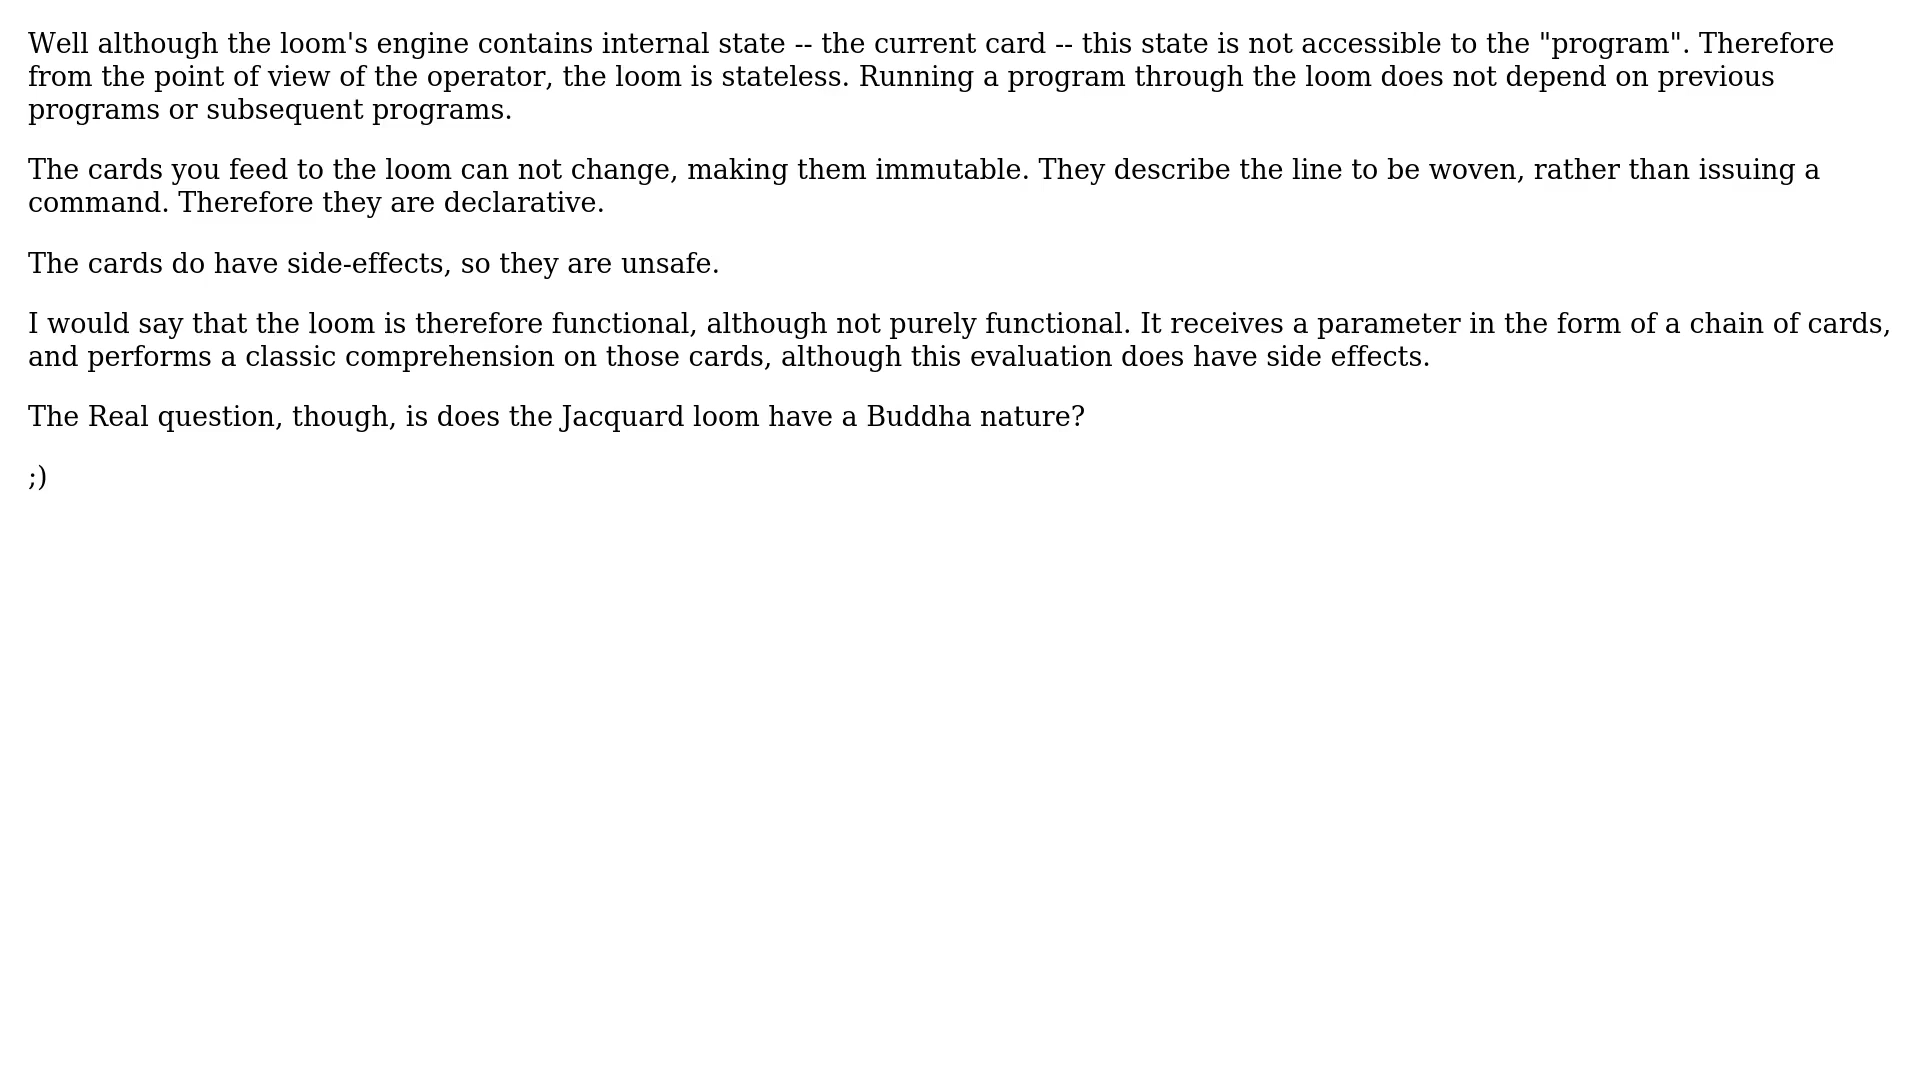 Well although the loom's engine contains internal state -- the current card -- this state is not accessible to the "program". Therefore
from the point of view of the operator, the loom is stateless. Running a program through the loom does not depend on previous
programs or subsequent programs.
The cards you feed to the loom can not change, making them immutable. They describe the line to be woven, rather than issuing a
command. Therefore they are declarative.
The cards do have side-effects, so they are unsafe.
I would say that the loom is therefore functional, although not purely functional. It receives a parameter in the form of a chain of cards,
and performs a classic comprehension on those cards, although this evaluation does have side effects.
The Real question, though, is does the Jacquard loom have a Buddha nature?
;)